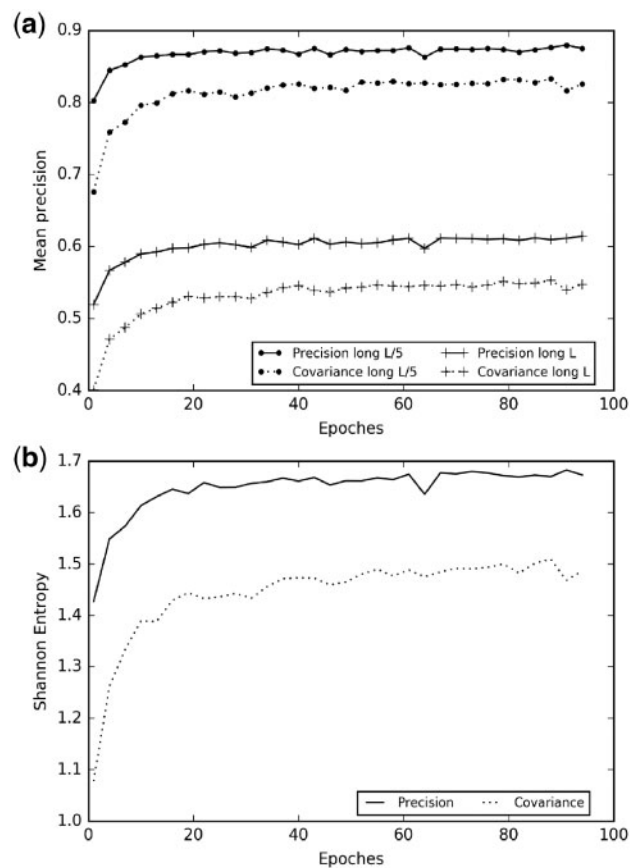 (a)
0.9
0.8
0.7
0.6
0.5
0.4
Mean precision
Precision long L/5
Precision long L
Covariance long L/5
Covariance long L
0 20 40 60 80 100
Epoches
(b)
1.7
1.6
1.5
1.4
1.3
1.2
1.1
1.0
Shannon Entropy
Precision Covariance
0 20 40 60 80 100
Epoches